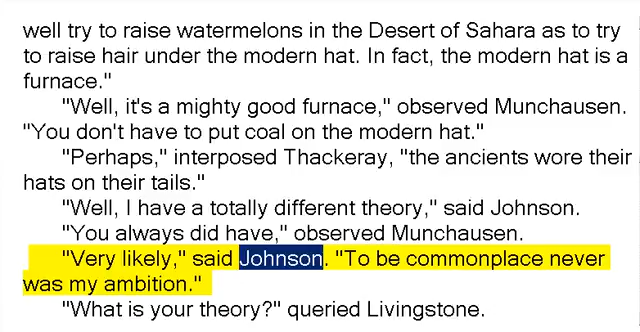 well try to raise watermelons in the Desert of Sahara as to try
to raise hair under the modern hat. In fact, the modern hat is a
furnace."
"Well, it's a mighty good furnace," observed Munchausen.
"You don't have to put coal on the modern hat."
"Perhaps," interposed Thackeray, "the ancients wore their
hats on their tails."
"Well, I have a totally different theory," said Johnson.
"You always did have," observed Munchausen.
"Very likely," said Johnson. "To be commonplace never
was my ambition."
"What is your theory?" queried Livingstone.